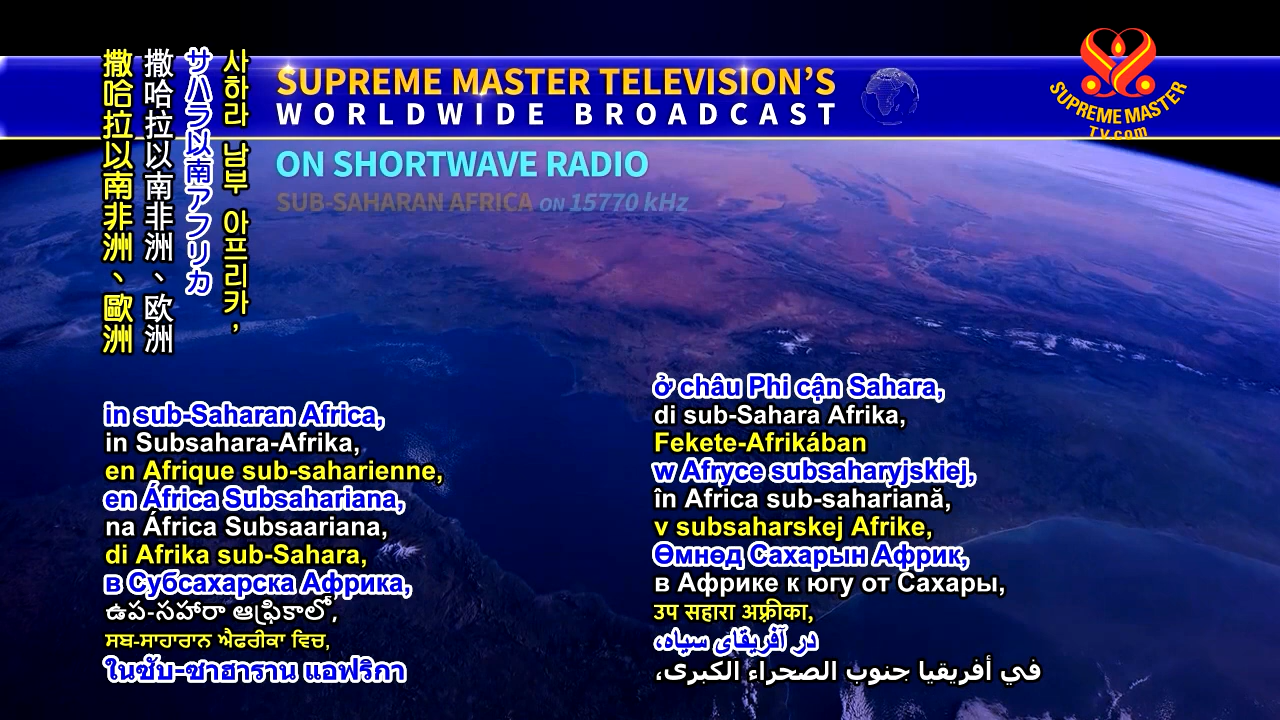 SUPREME MASTER TELEVISION’S
WORLDWIDE BROADCAST
ON SHORTWAVE RADIO
SUB-SAHARAN AFRICA ON 15770 kHz
SUPREME MASTER
TV.com
사하라 남부 아프리카,
サハラ以南アフリカ
撒哈拉以南非洲、欧洲
撒哈拉以南非洲、歐洲
in sub-Saharan Africa,
in Subsahara-Afrika,
en Afrique sub-saharienne,
en África Subsahariana,
na África Subsaariana,
di Afrika sub-Sahara,
в Субсахарска Африка,
ఉప-సహారా ఆఫ్రికాలో,
ਸਬ-ਸਾਹਾਰਾਨ ਐਫਰੀਕਾ ਵਿਚ,
ในซับ-ซาฮาราน แอฟริกา
ở châu Phi cận Sahara,
di sub-Sahara Afrika,
Fekete-Afrikában
w Afryce subsaharyjskiej,
în Africa sub-sahariană,
v subsaharskej Afrike,
Өмнөд Сахарын Африк,
в Африке к югу от Сахары,
उप सहारा अफ़्रीका,
در آفریقای سیاه،
في أفريقيا جنوب الصحراء الكبرى،